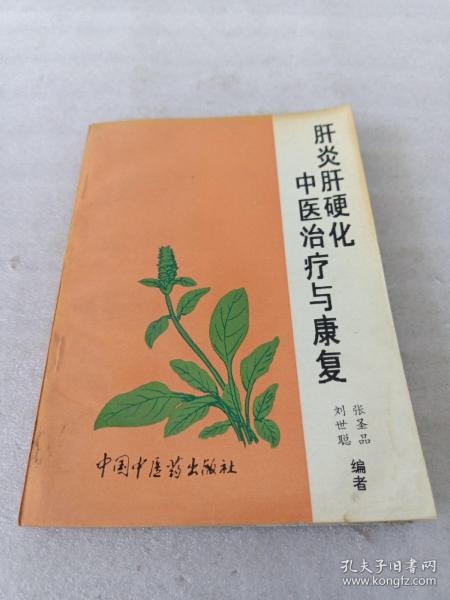 肝炎肝硬化
中医治疗与康复
张圣品
刘世聪
编者
中国中医药出版社
孔夫子旧书网
www.kongfz.com